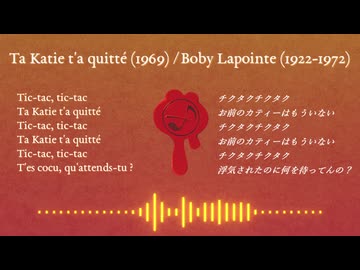 Ta Katie t'a quitté (1969) / Boby Lapointe (1922-1972)
Tic-tac, tic-tac
Ta Katie t'a quitté
Tic-tac, tic-tac
Ta Katie t'a quitté
Tic-tac, tic-tac
T'es cocu, qu'attends-tu ?
チクタクチクタク
お前のカティーはもういない
チクタクチクタク
お前のカティーはもういない
チクタクチクタク
浮気されたのに何を待ってんの？